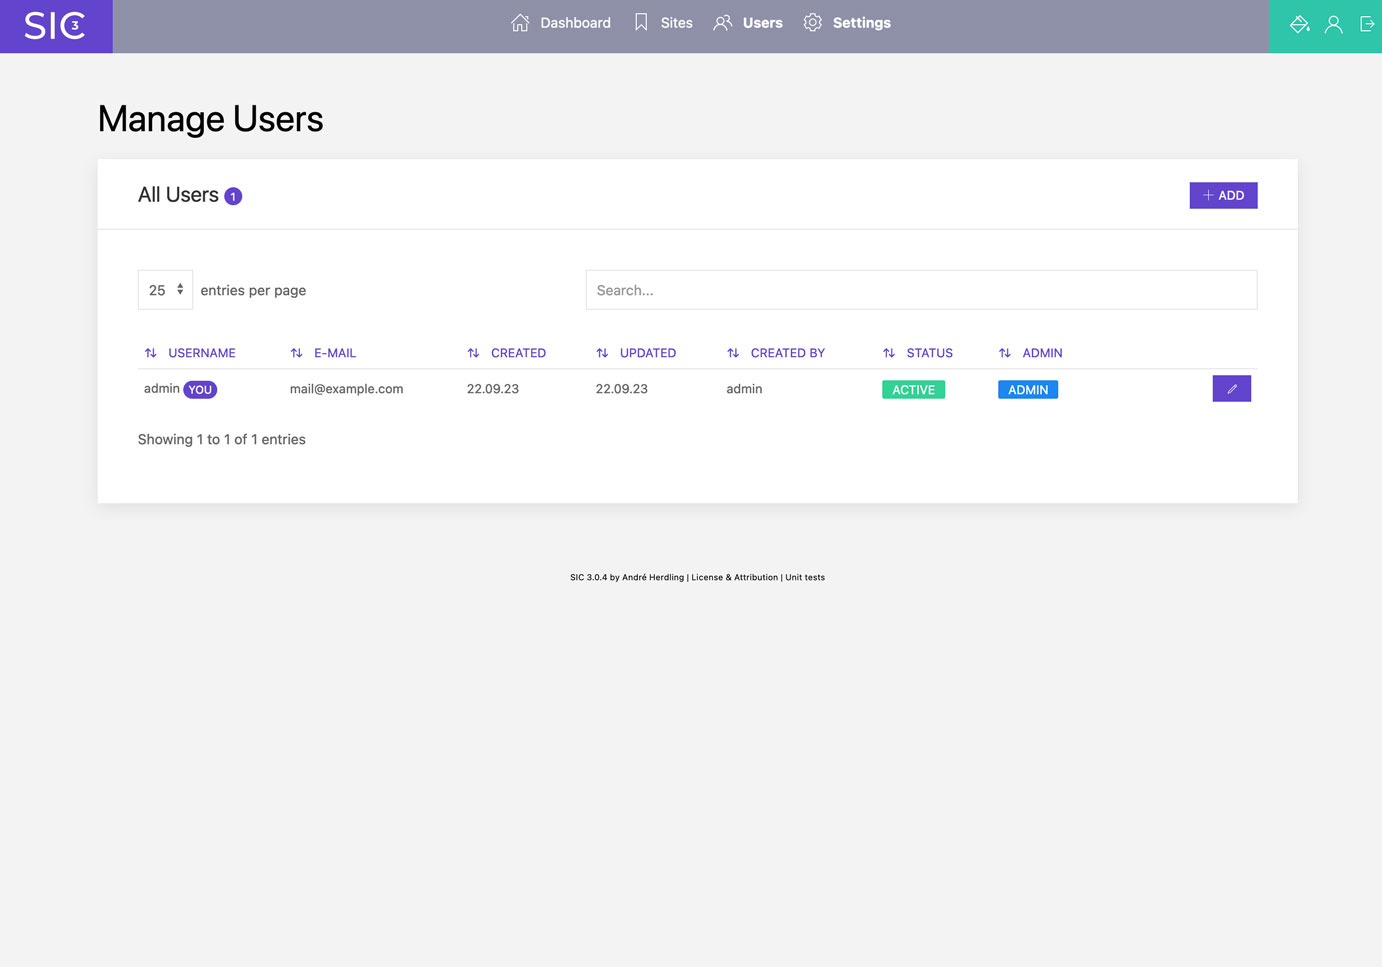 SIC 3
Dashboard Sites Users Settings
Manage Users
All Users 1
ADD
25 entries per page
Search...
USERNAME E-MAIL CREATED UPDATED CREATED BY STATUS ADMIN
admin YOU mail@example.com 22.09.23 22.09.23 admin ACTIVE ADMIN
Showing 1 to 1 of 1 entries
SIC 3.0.4 by André Herdling | License & Attribution | Unit tests